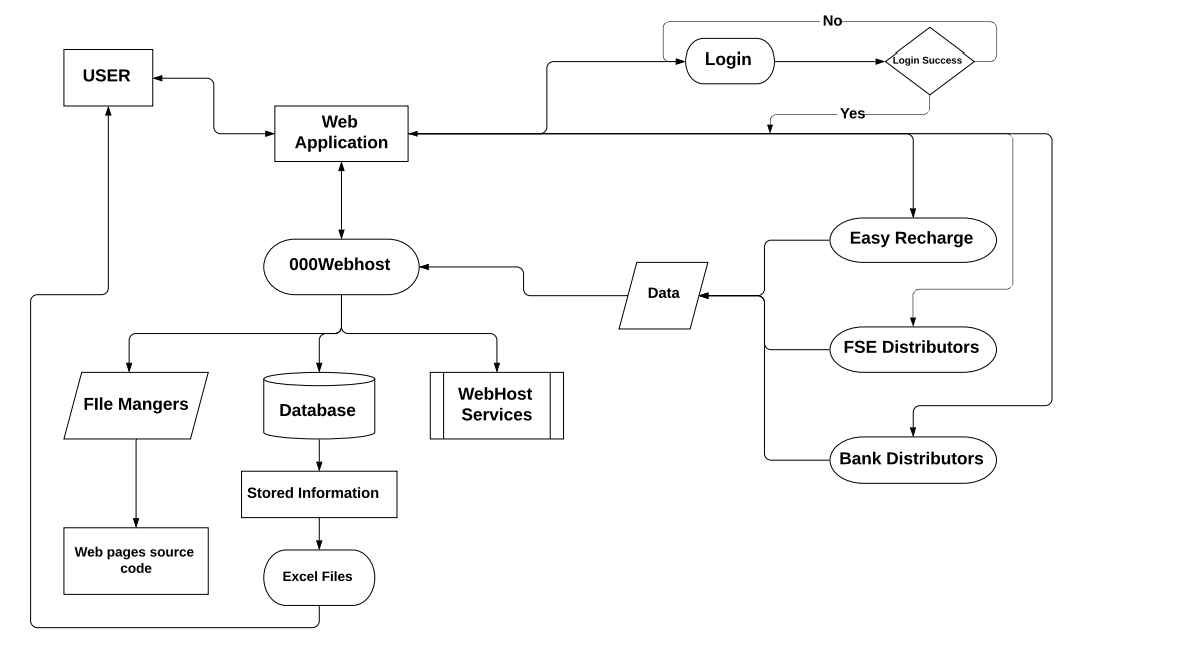 No
Login
Login Success
USER
Yes
Web
Application
Easy Recharge
000Webhost
Data
FSE Distributors
FIle Mangers
Database
WebHost
Services
Bank Distributors
Stored Information
Web pages source
code
Excel Files